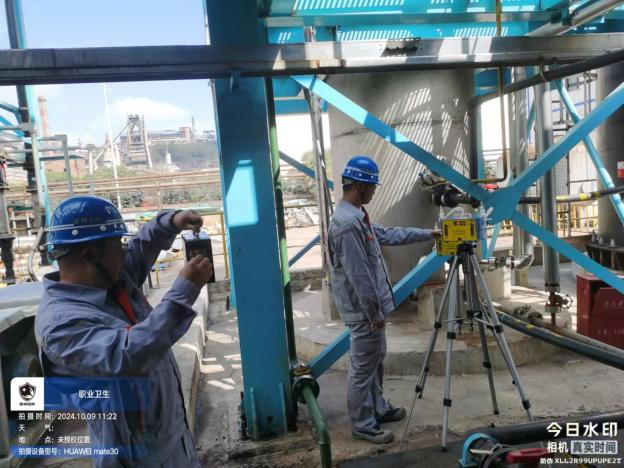 职业卫生
拍摄时间：2024.10.09 11:22
天　气：
地　点：未授权位置
拍摄设备型号：HUAWEI mate30
今日水印
相机 真实时间
防伪 XLL2R99UPUPE2T